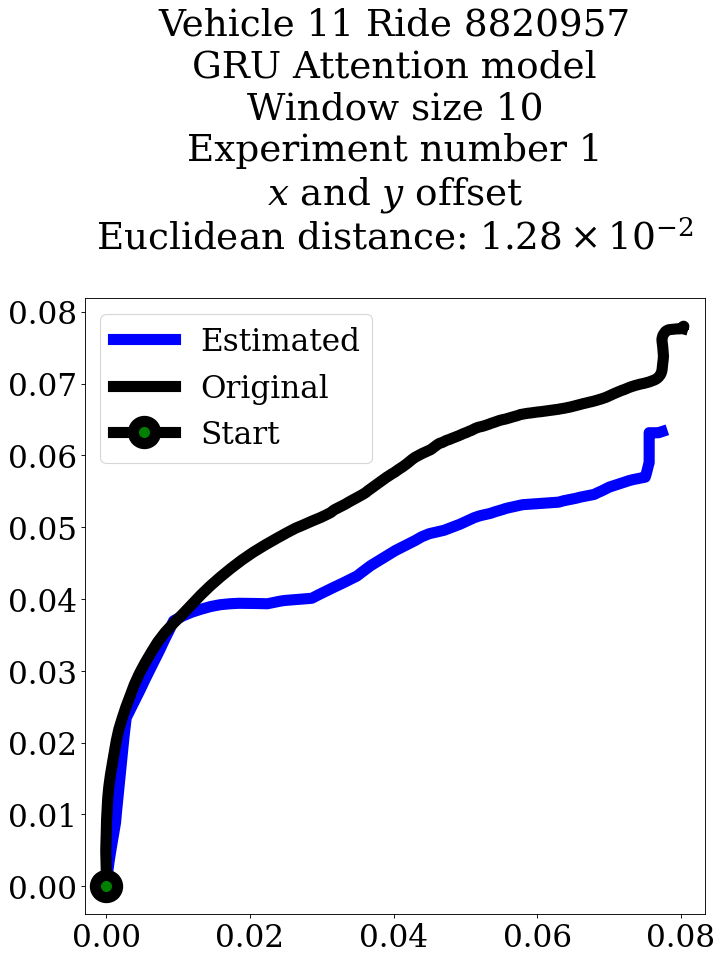 Vehicle 11 Ride 8820957
GRU Attention model
Window size 10
Experiment number 1
x and y offset
Euclidean distance: 1.28 × 10⁻²
Estimated
Original
Start
0.08
0.07
0.06
0.05
0.04
0.03
0.02
0.01
0.00
0.00 0.02 0.04 0.06 0.08